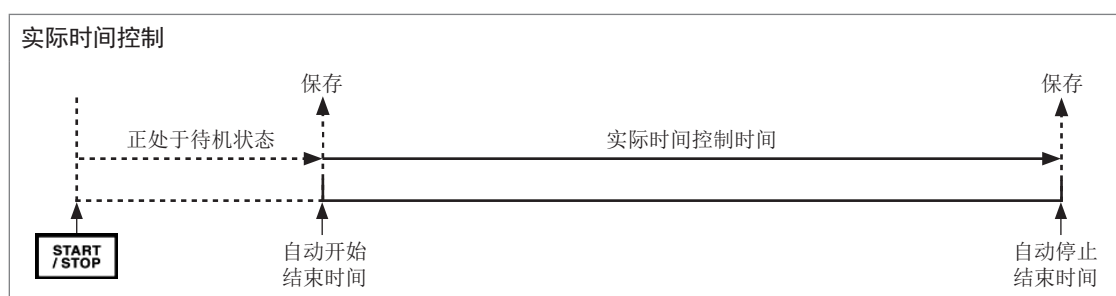 实际时间控制
保存
保存
正处于待机状态
实际时间控制时间
START
/ STOP
自动开始
结束时间
自动停止
结束时间